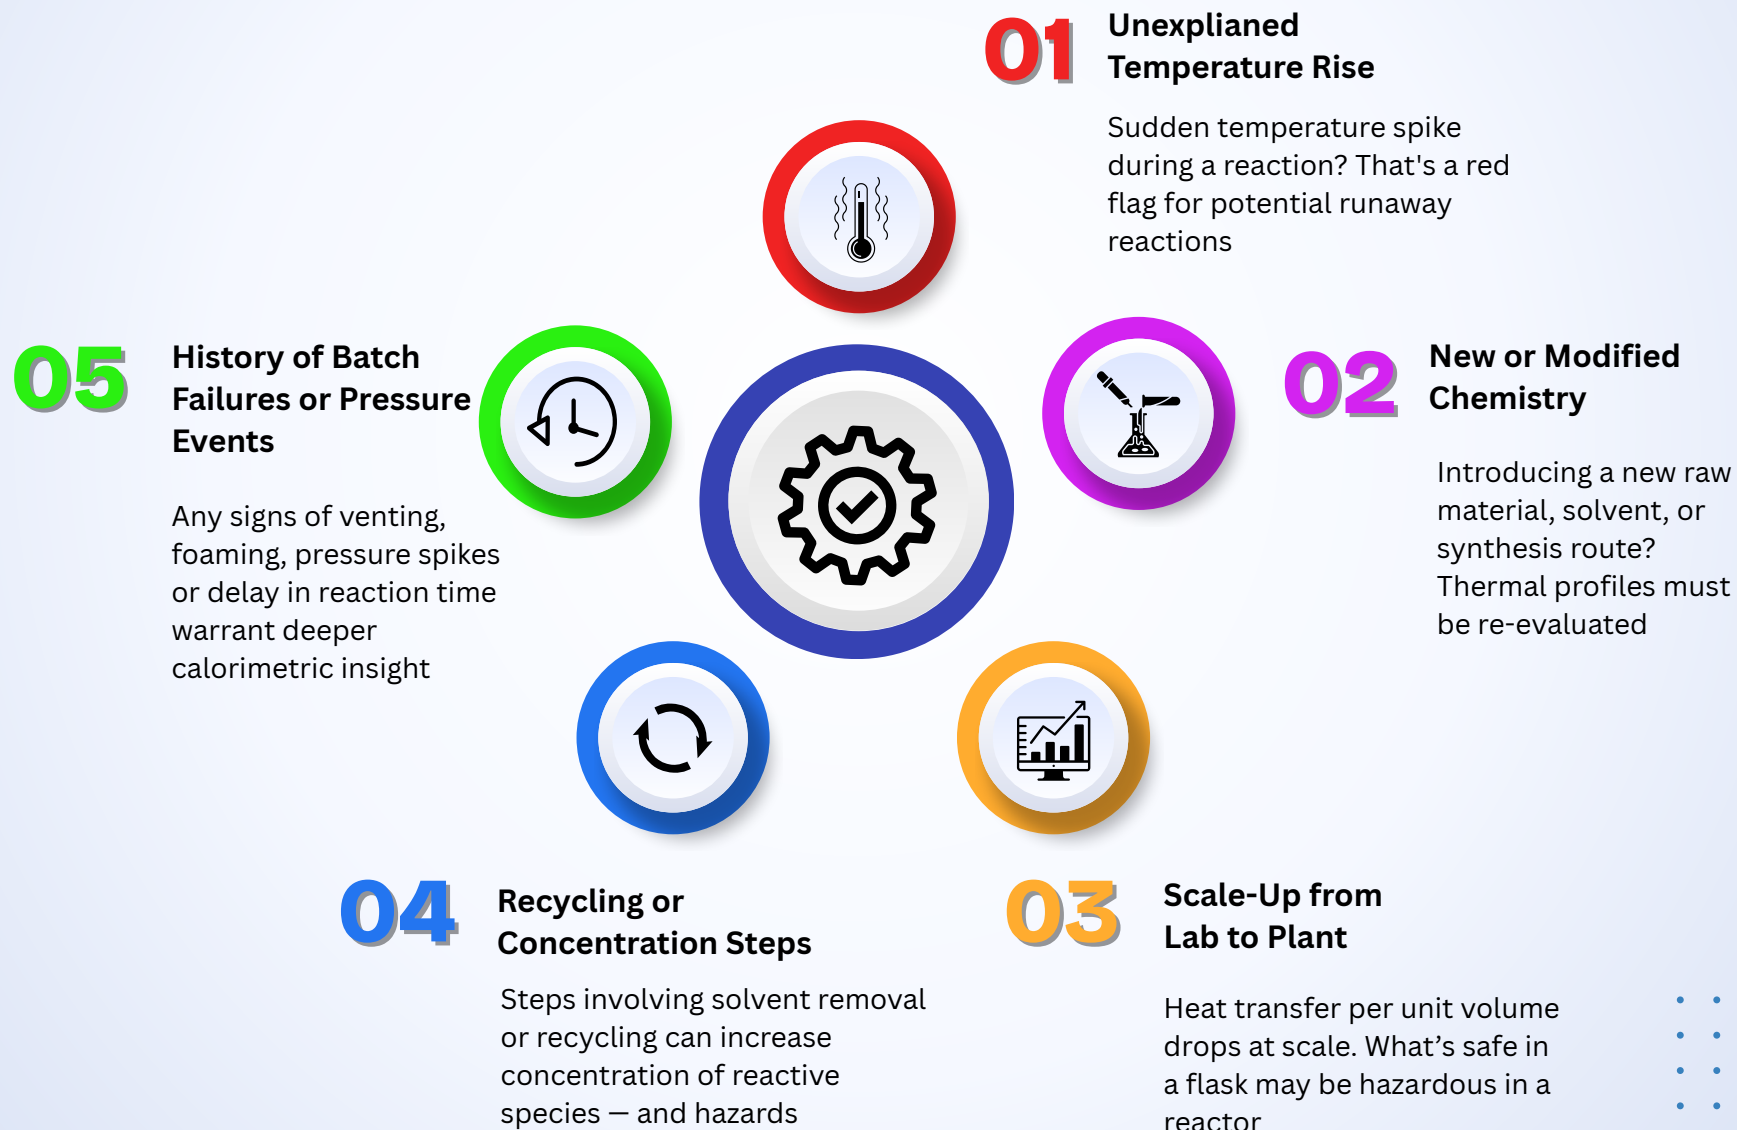 01
Unexplianed
Temperature Rise
Sudden temperature spike
during a reaction? That's a red
flag for potential runaway
reactions
02
New or Modified
Chemistry
Introducing a new raw
material, solvent, or
synthesis route?
Thermal profiles must
be re-evaluated
03
Scale-Up from
Lab to Plant
Heat transfer per unit volume
drops at scale. What’s safe in
a flask may be hazardous in a
reactor
04
Recycling or
Concentration Steps
Steps involving solvent removal
or recycling can increase
concentration of reactive
species — and hazards
05
History of Batch
Failures or Pressure
Events
Any signs of venting,
foaming, pressure spikes
or delay in reaction time
warrant deeper
calorimetric insight